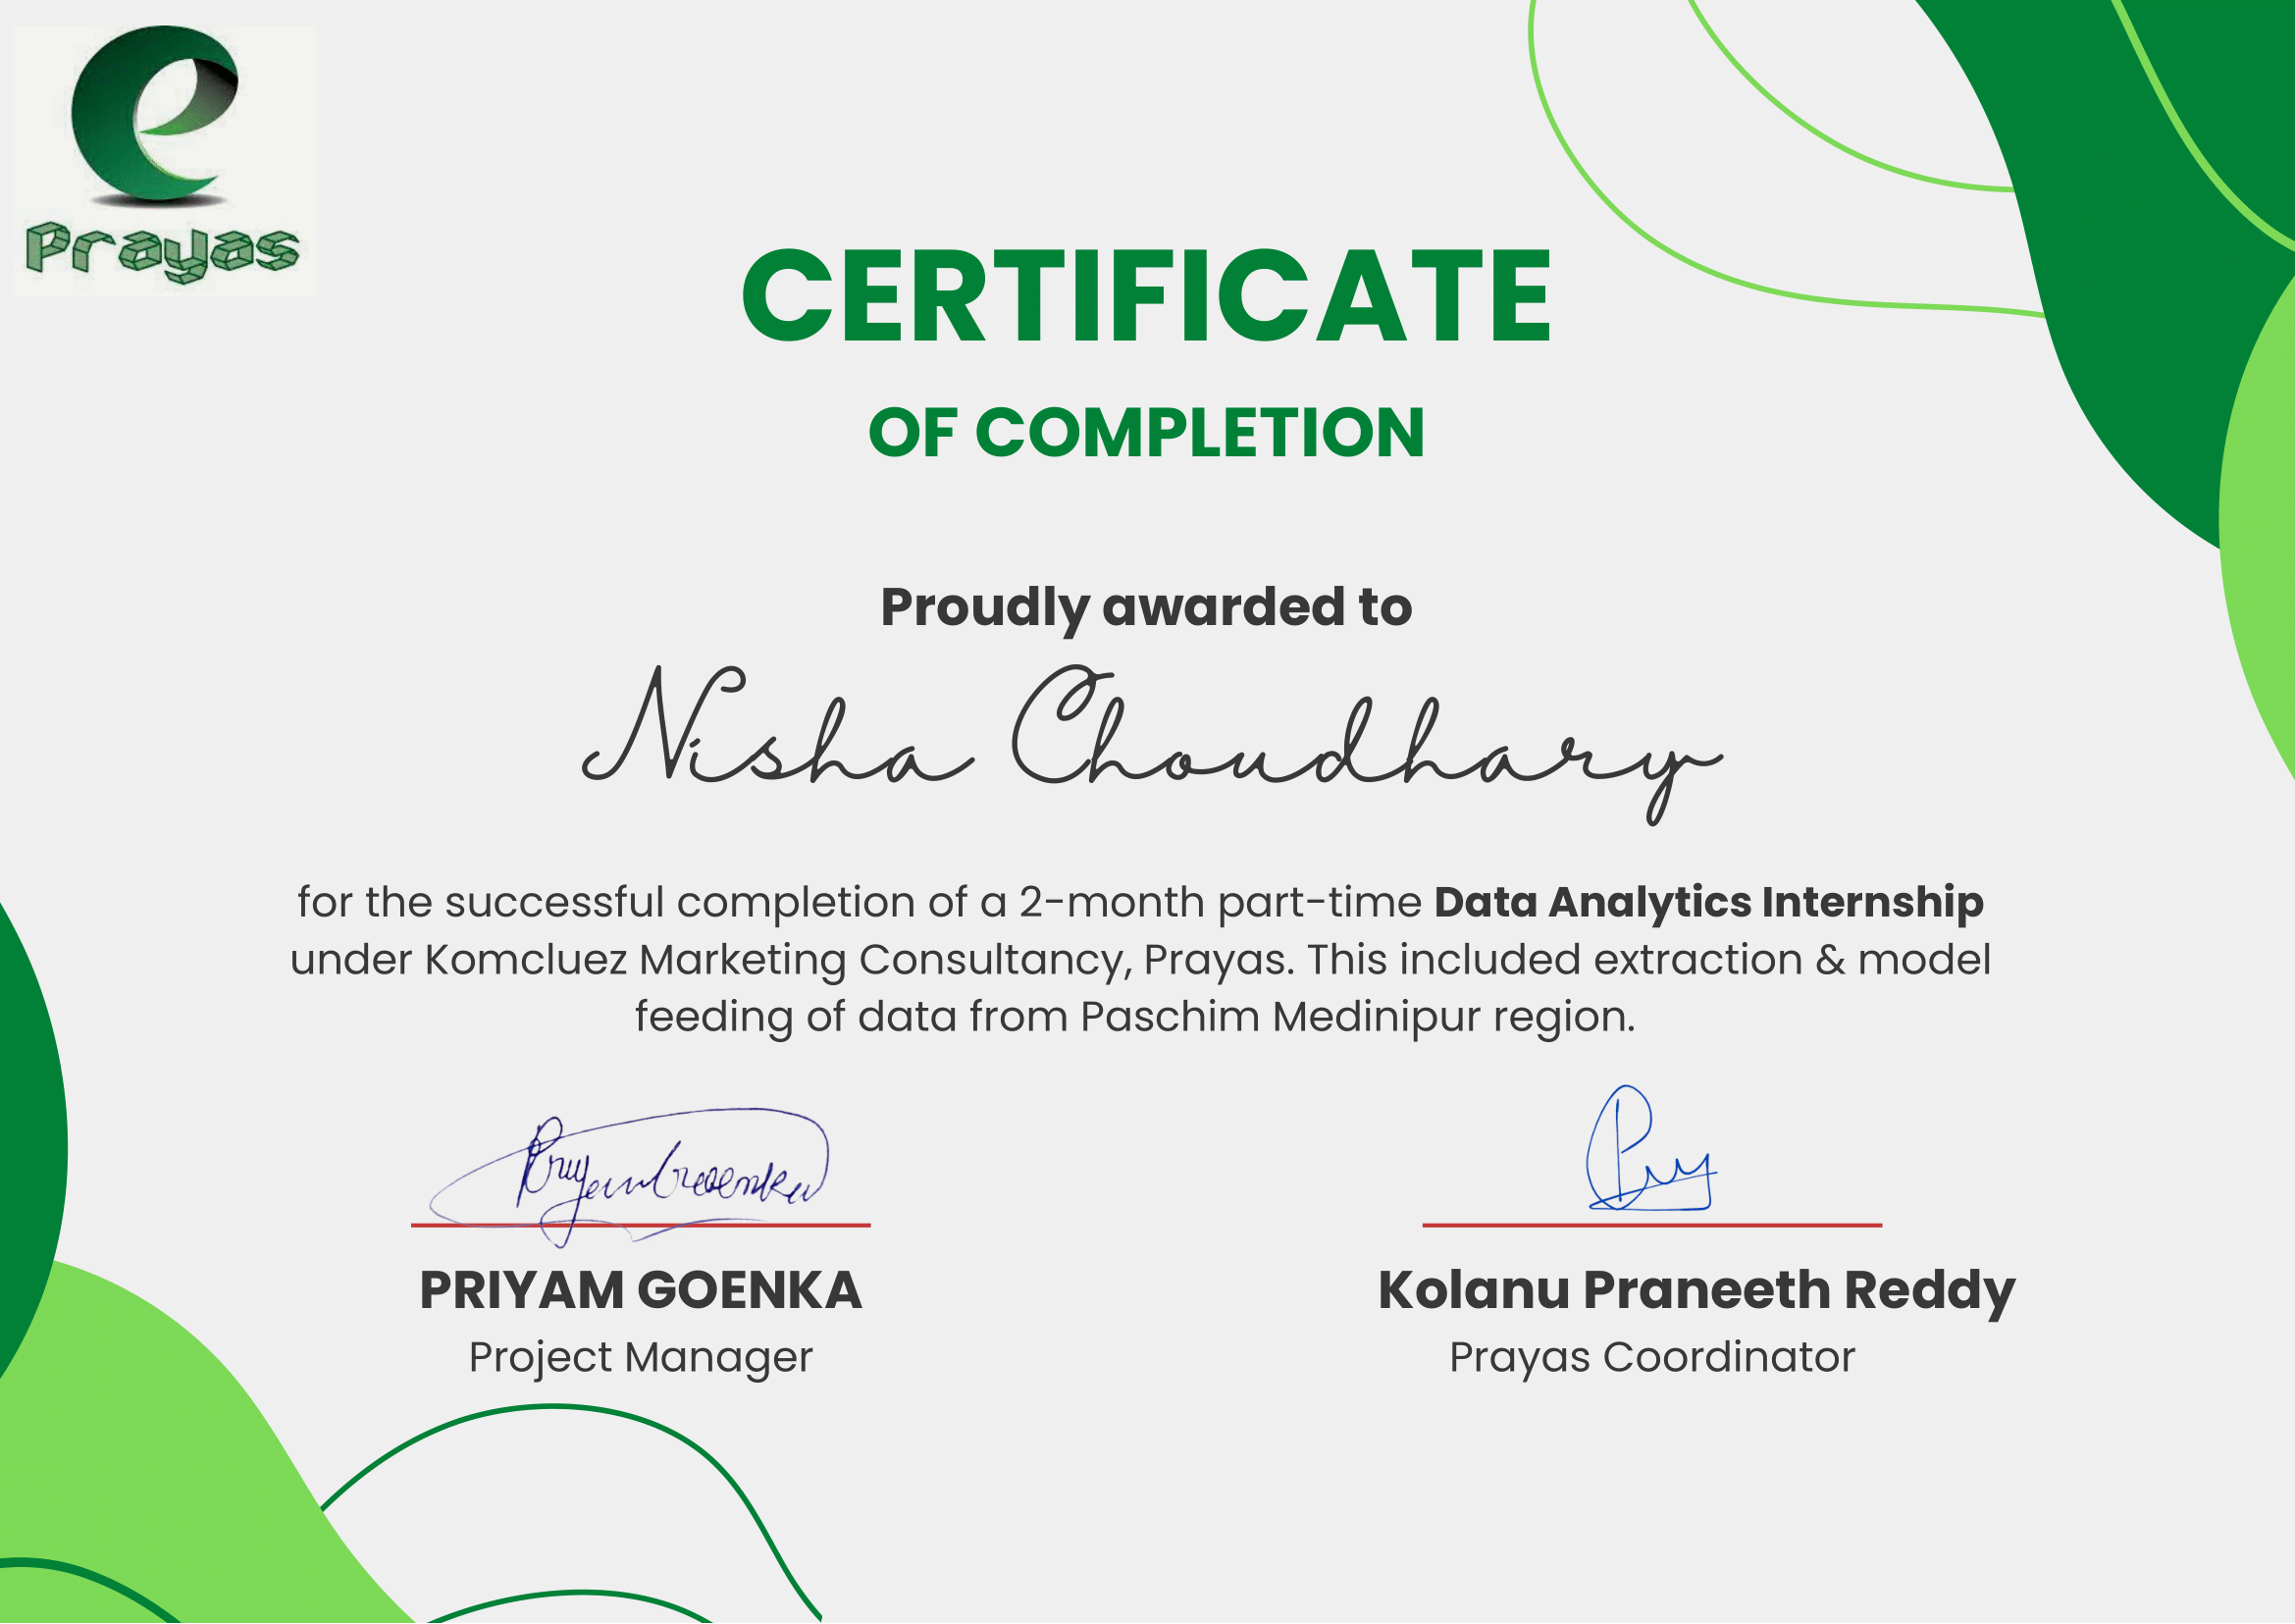 Prayas
CERTIFICATE
OF COMPLETION
Proudly awarded to
Nisha Choudhary
for the successful completion of a 2-month part-time Data Analytics Internship
under Komcluez Marketing Consultancy, Prayas. This included extraction & model
feeding of data from Paschim Medinipur region.
Priyam Goenka
PRIYAM GOENKA
Project Manager
Kolanu Praneeth Reddy
Prayas Coordinator